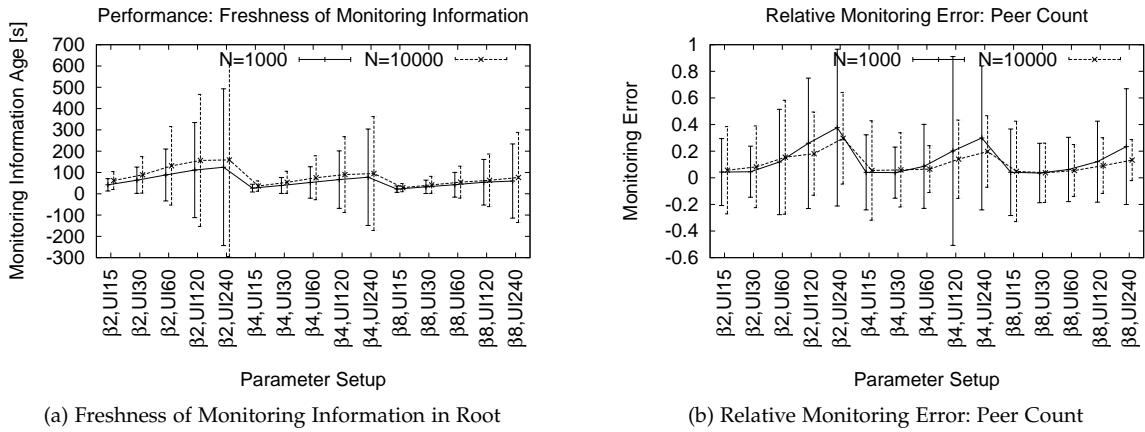 Performance: Freshness of Monitoring Information
Monitoring Information Age [s]
700
600
500
400
300
200
100
0
-100
-200
-300
N=1000
N=10000
β2,UI15
β2,UI30
β2,UI60
β2,UI120
β2,UI240
β4,UI15
β4,UI30
β4,UI60
β4,UI120
β4,UI240
β8,UI15
β8,UI30
β8,UI60
β8,UI120
β8,UI240
Parameter Setup
(a) Freshness of Monitoring Information in Root
Relative Monitoring Error: Peer Count
Monitoring Error
1
0.8
0.6
0.4
0.2
0
-0.2
-0.4
-0.6
N=1000
N=10000
β2,UI15
β2,UI30
β2,UI60
β2,UI120
β2,UI240
β4,UI15
β4,UI30
β4,UI60
β4,UI120
β4,UI240
β8,UI15
β8,UI30
β8,UI60
β8,UI120
β8,UI240
Parameter Setup
(b) Relative Monitoring Error: Peer Count